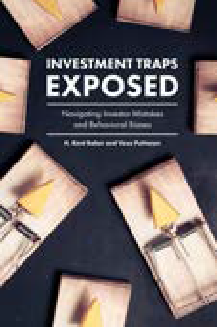 INVESTMENT TRAPS
EXPOSED
Navigating Investor Mistakes
and Behavioral Biases
H. Kent Baker and Vesa Puttonen